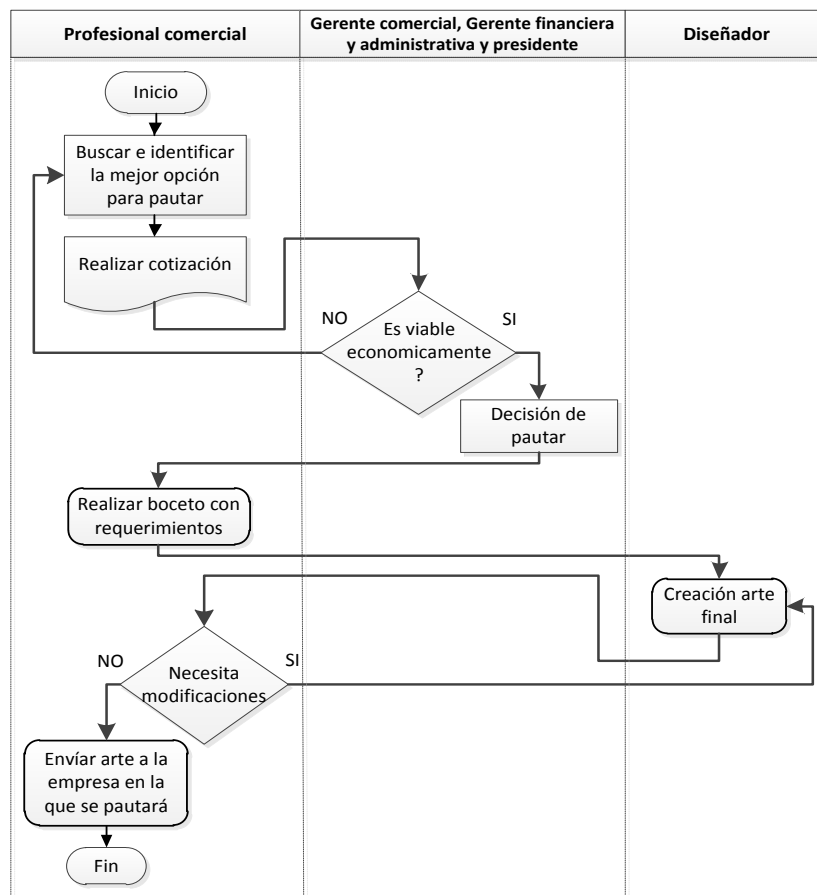 Profesional comercial
Gerente comercial, Gerente financiera
y administrativa y presidente
Diseñador
Inicio
Buscar e identificar
la mejor opción
para pautar
Realizar cotización
NO
SI
Es viable
economicamente
?
Decisión de
pautar
Realizar boceto con
requerimientos
Creación arte
final
NO
SI
Necesita
modificaciones
Envíar arte a la
empresa en la
que se pautará
Fin